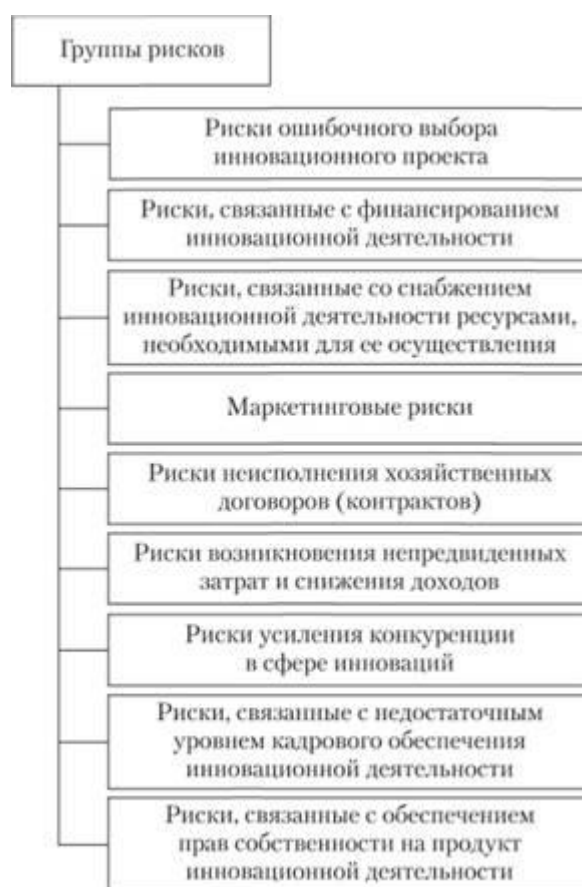 Группы рисков
Риски ошибочного выбора
инновационного проекта
Риски, связанные с финансированием
инновационной деятельности
Риски, связанные со снабжением
инновационной деятельности ресурсами,
необходимыми для ее осуществления
Маркетинговые риски
Риски неисполнения хозяйственных
договоров (контрактов)
Риски возникновения непредвиденных
затрат и снижения доходов
Риски усиления конкуренции
в сфере инноваций
Риски, связанные с недостаточным
уровнем кадрового обеспечения
инновационной деятельности
Риски, связанные с обеспечением
прав собственности на продукт
инновационной деятельности